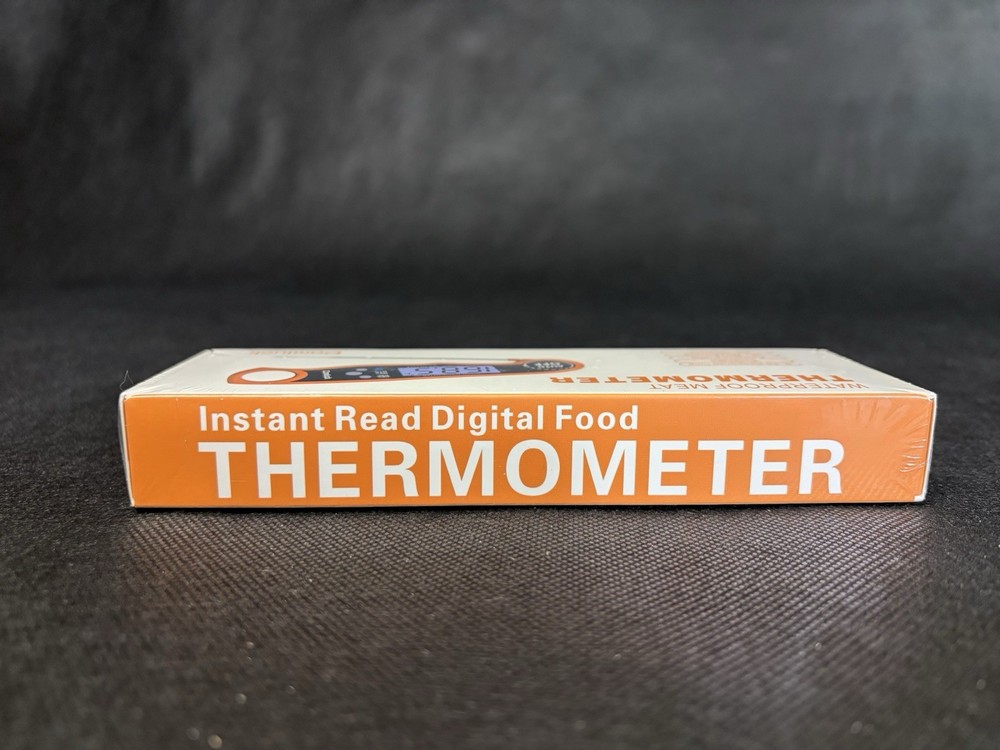 Instant Read Digital Food
THERMOMETER
WATERPROOF MEAT
THERMOMETER